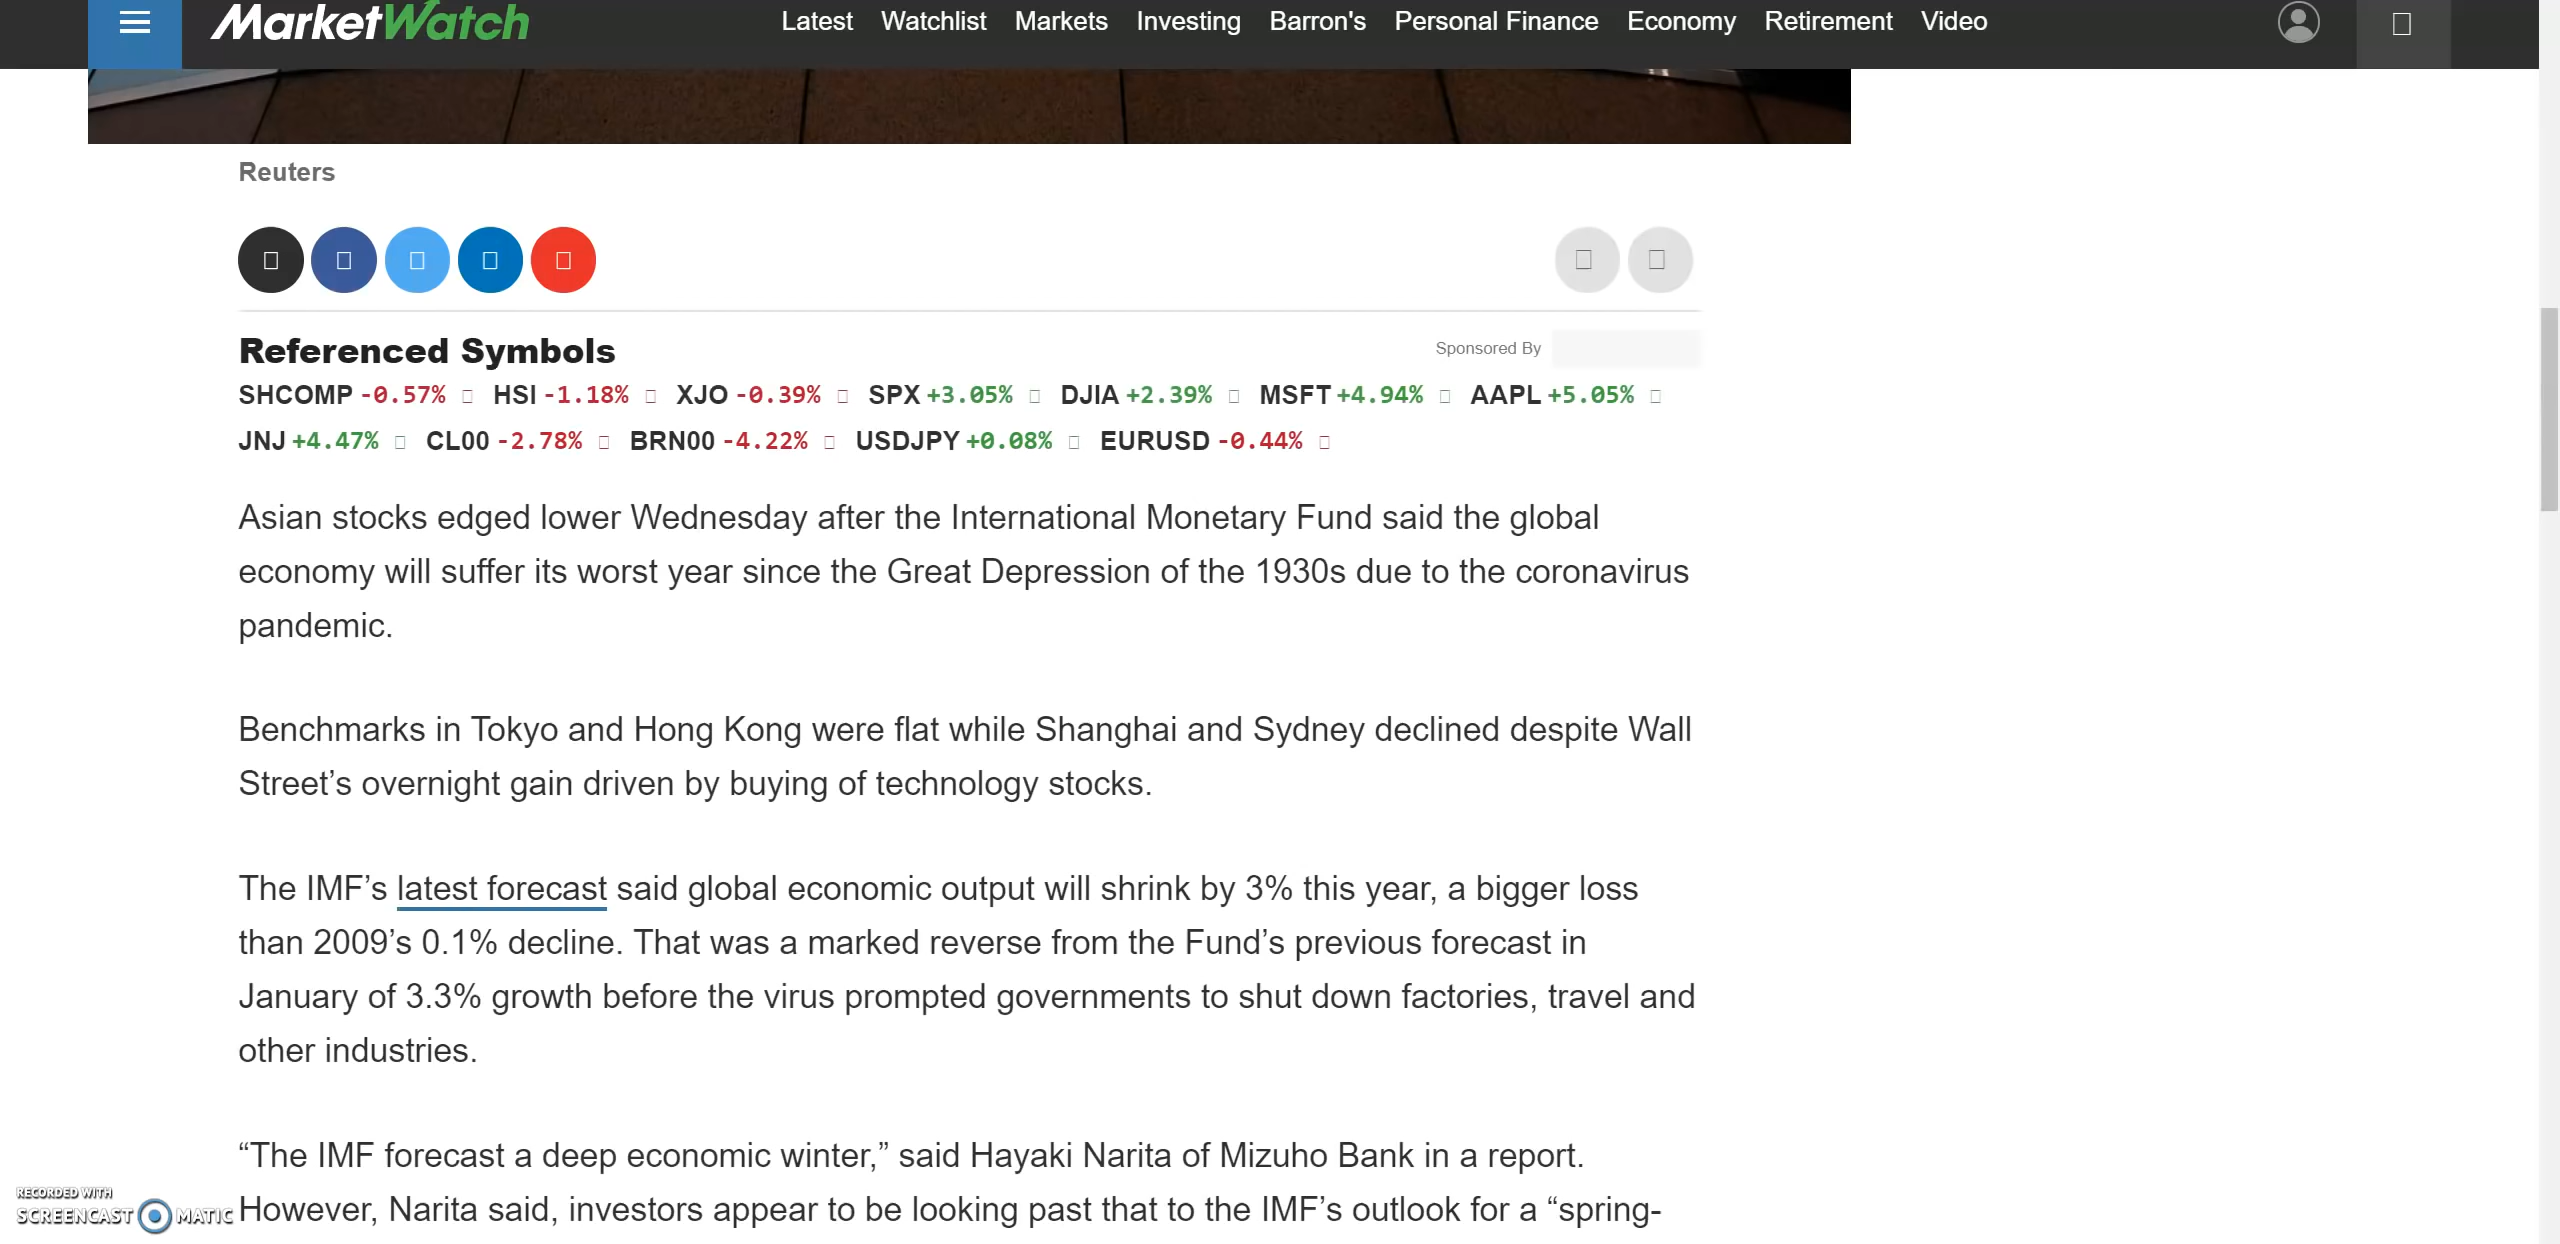 MarketWatch Latest Watchlist Markets Investing Barron's Personal Finance Economy Retirement Video
Reuters
Referenced Symbols Sponsored By
SHCOMP -0.57% HSI -1.18% XJO -0.39% SPX +3.05% DJIA +2.39% MSFT +4.94% AAPL +5.05%
JNJ +4.47% CL00 -2.78% BRN00 -4.22% USDJPY +0.08% EURUSD -0.44%
Asian stocks edged lower Wednesday after the International Monetary Fund said the global
economy will suffer its worst year since the Great Depression of the 1930s due to the coronavirus
pandemic.
Benchmarks in Tokyo and Hong Kong were flat while Shanghai and Sydney declined despite Wall
Street’s overnight gain driven by buying of technology stocks.
The IMF’s latest forecast said global economic output will shrink by 3% this year, a bigger loss
than 2009’s 0.1% decline. That was a marked reverse from the Fund’s previous forecast in
January of 3.3% growth before the virus prompted governments to shut down factories, travel and
other industries.
“The IMF forecast a deep economic winter,” said Hayaki Narita of Mizuho Bank in a report.
However, Narita said, investors appear to be looking past that to the IMF’s outlook for a “spring-
RECORDED WITH
SCREENCAST MATIC